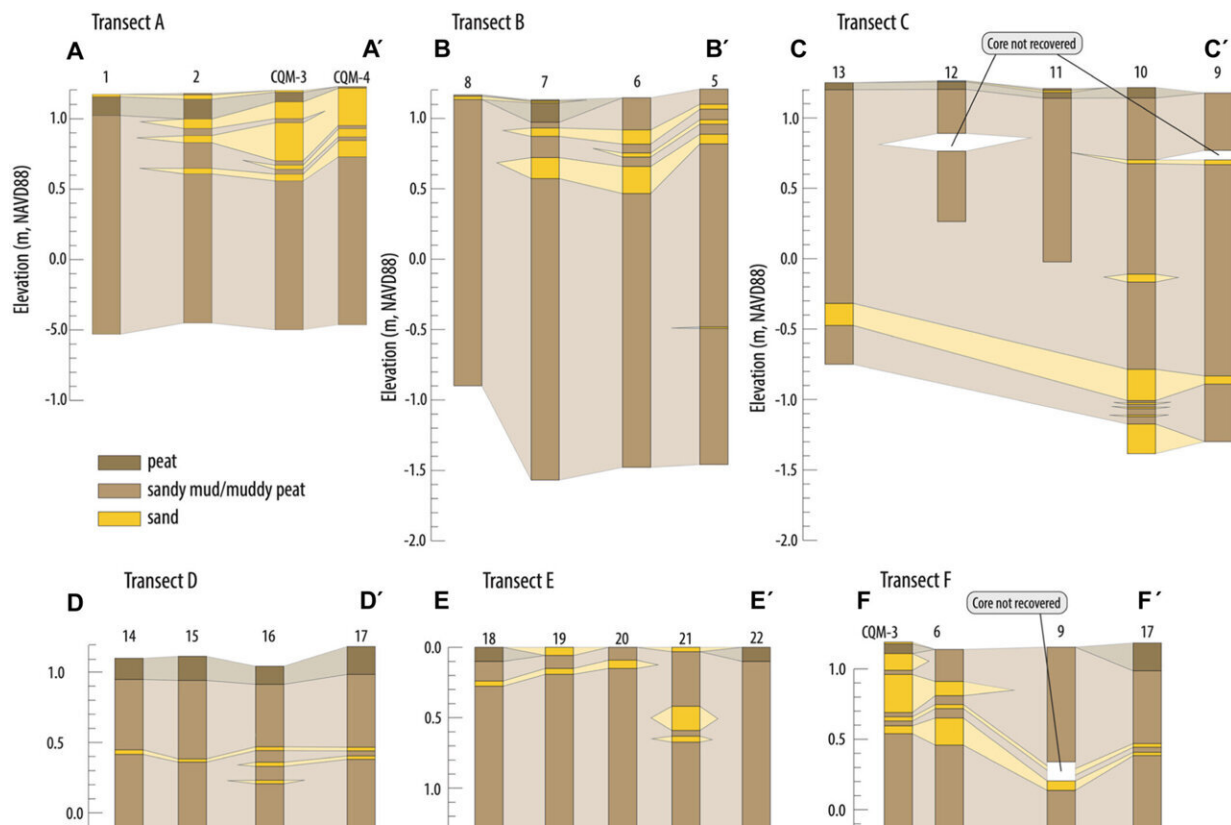 Transect A
Transect B
Transect C
A
A´
B
B´
C
C´
Core not recovered
1
2
CQM-3
CQM-4
8
7
6
5
13
12
11
10
9
Elevation (m, NAVD88)
1.0
0.5
0.0
-5.0
-1.0
Elevation (m, NAVD88)
1.0
0.5
0.0
-0.5
-1.0
-1.5
-2.0
Elevation (m, NAVD88)
1.0
0.5
0.0
-0.5
-1.0
-1.5
-2.0
peat
sandy mud/muddy peat
sand
Transect D
Transect E
Transect F
D
D´
E
E´
F
F´
Core not recovered
14
15
16
17
18
19
20
21
22
CQM-3
6
9
17
1.0
0.5
0.0
0.0
0.5
1.0
1.0
0.5
0.0